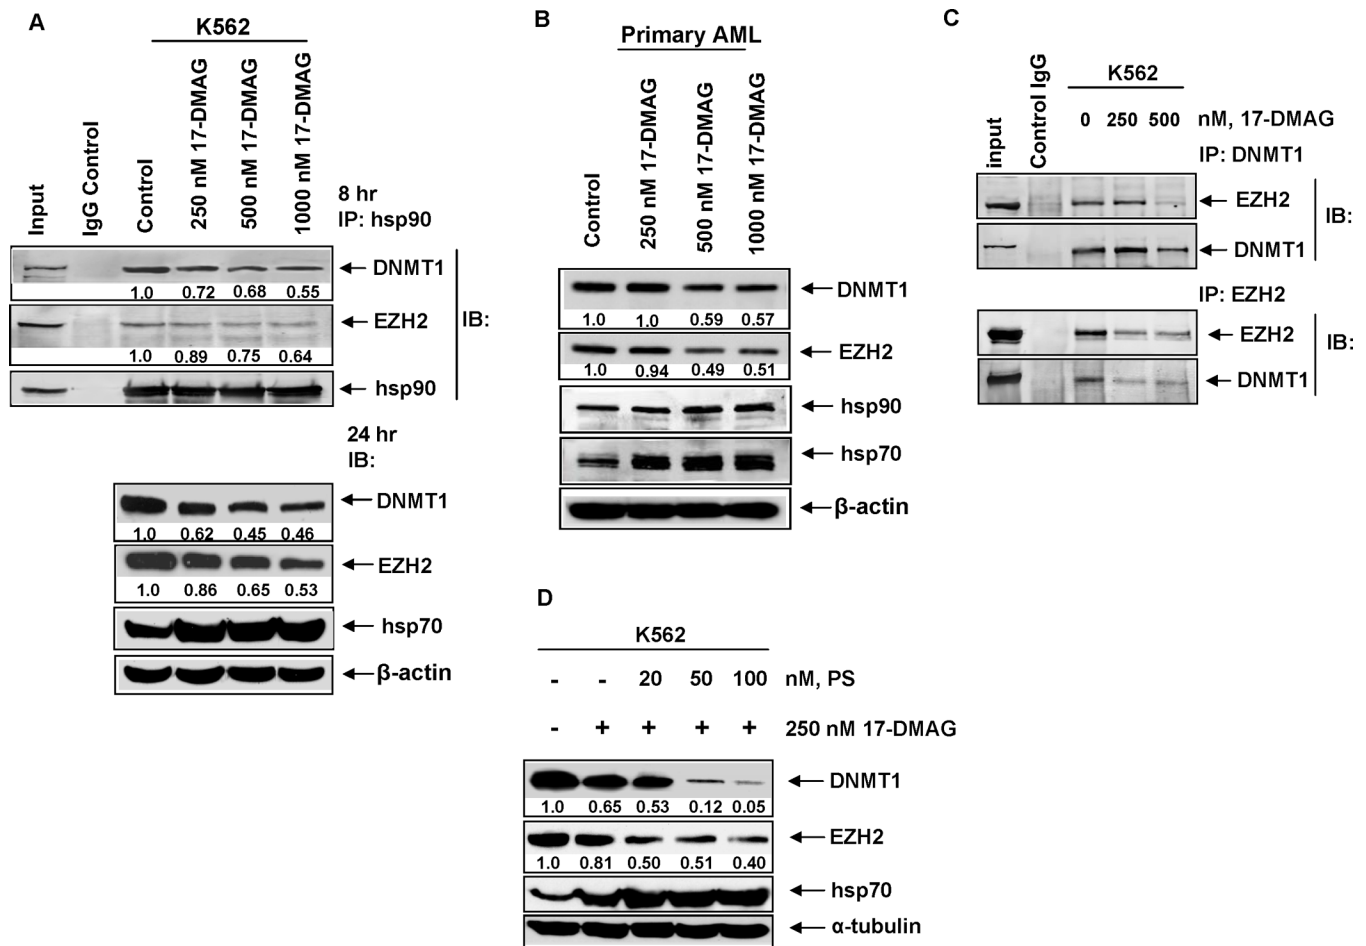 A
K562
Input
IgG Control
Control
250 nM 17-DMAG
500 nM 17-DMAG
1000 nM 17-DMAG
8 hr
IP: hsp90
DNMT1
1.0 0.72 0.68 0.55
EZH2
IB:
1.0 0.89 0.75 0.64
hsp90
24 hr
IB:
DNMT1
1.0 0.62 0.45 0.46
EZH2
1.0 0.86 0.65 0.53
hsp70
β-actin
B
Primary AML
Control
250 nM 17-DMAG
500 nM 17-DMAG
1000 nM 17-DMAG
DNMT1
1.0 1.0 0.59 0.57
EZH2
1.0 0.94 0.49 0.51
hsp90
hsp70
β-actin
C
input
Control IgG
K562
0 250 500 nM, 17-DMAG
IP: DNMT1
EZH2
IB:
DNMT1
IP: EZH2
EZH2
IB:
DNMT1
D
K562
- - 20 50 100 nM, PS
- + + + + 250 nM 17-DMAG
DNMT1
1.0 0.65 0.53 0.12 0.05
EZH2
1.0 0.81 0.50 0.51 0.40
hsp70
α-tubulin